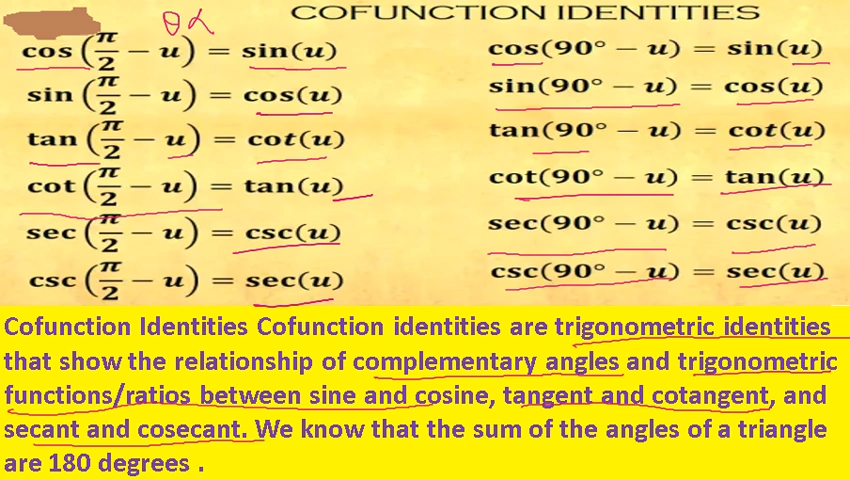 θα
COFUNCTION IDENTITIES
cos(π/2 − u) = sin(u)
cos(90° − u) = sin(u)
sin(π/2 − u) = cos(u)
sin(90° − u) = cos(u)
tan(π/2 − u) = cot(u)
tan(90° − u) = cot(u)
cot(π/2 − u) = tan(u)
cot(90° − u) = tan(u)
sec(π/2 − u) = csc(u)
sec(90° − u) = csc(u)
csc(π/2 − u) = sec(u)
csc(90° − u) = sec(u)
Cofunction Identities Cofunction identities are trigonometric identities
that show the relationship of complementary angles and trigonometric
functions/ratios between sine and cosine, tangent and cotangent, and
secant and cosecant. We know that the sum of the angles of a triangle
are 180 degrees .